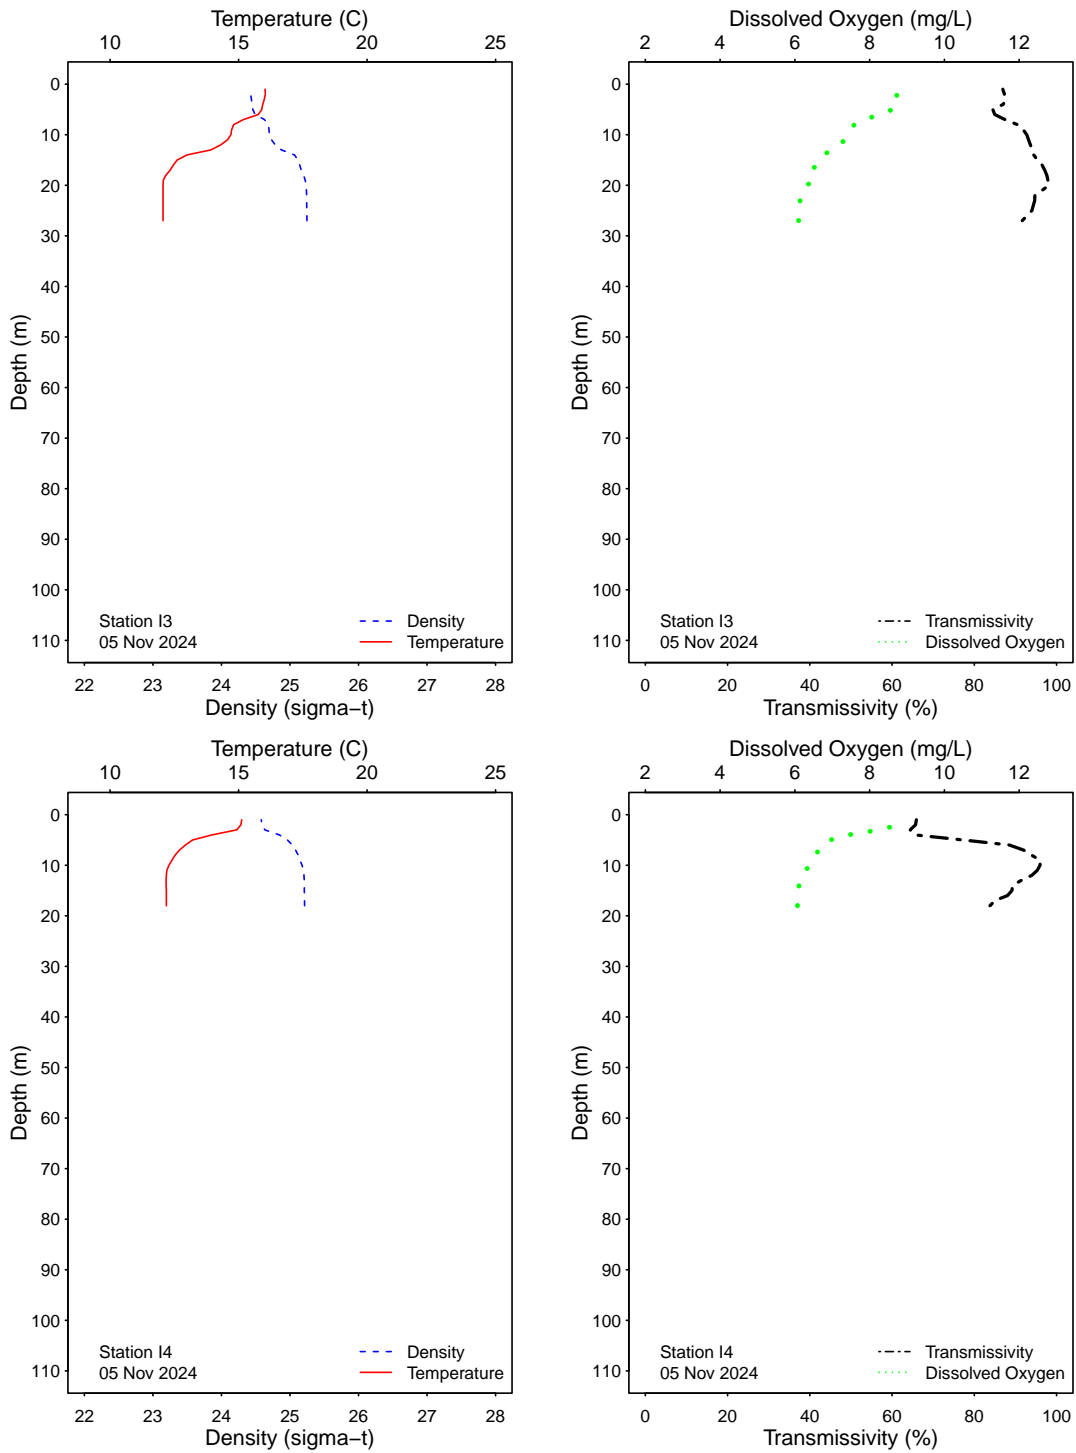 Temperature (C)
10 15 20 25
0
10
20
30
40
50
60
70
80
90
100
110
Depth (m)
Station I3
05 Nov 2024
Density
Temperature
22 23 24 25 26 27 28
Density (sigma−t)
Dissolved Oxygen (mg/L)
2 4 6 8 10 12
0
10
20
30
40
50
60
70
80
90
100
110
Depth (m)
Station I3
05 Nov 2024
Transmissivity
Dissolved Oxygen
0 20 40 60 80 100
Transmissivity (%)
Temperature (C)
10 15 20 25
0
10
20
30
40
50
60
70
80
90
100
110
Depth (m)
Station I4
05 Nov 2024
Density
Temperature
22 23 24 25 26 27 28
Density (sigma−t)
Dissolved Oxygen (mg/L)
2 4 6 8 10 12
0
10
20
30
40
50
60
70
80
90
100
110
Depth (m)
Station I4
05 Nov 2024
Transmissivity
Dissolved Oxygen
0 20 40 60 80 100
Transmissivity (%)